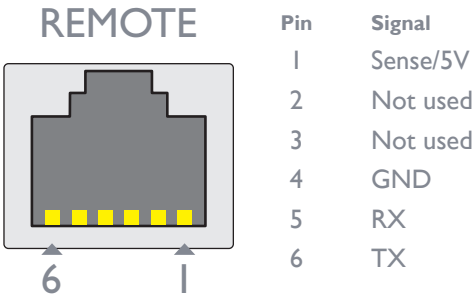 REMOTE
6 1
Pin Signal
1 Sense/5V
2 Not used
3 Not used
4 GND
5 RX
6 TX